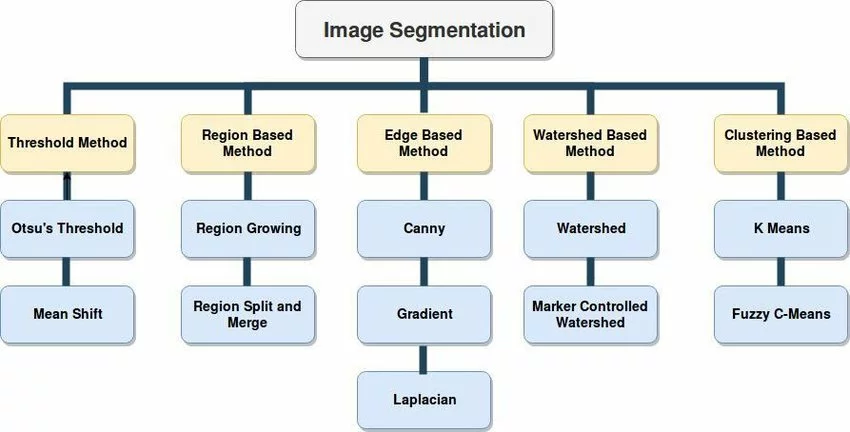 Image Segmentation
Threshold Method
Region Based
Method
Edge Based
Method
Watershed Based
Method
Clustering Based
Method
Otsu's Threshold
Region Growing
Canny
Watershed
K Means
Mean Shift
Region Split and
Merge
Gradient
Marker Controlled
Watershed
Fuzzy C-Means
Laplacian